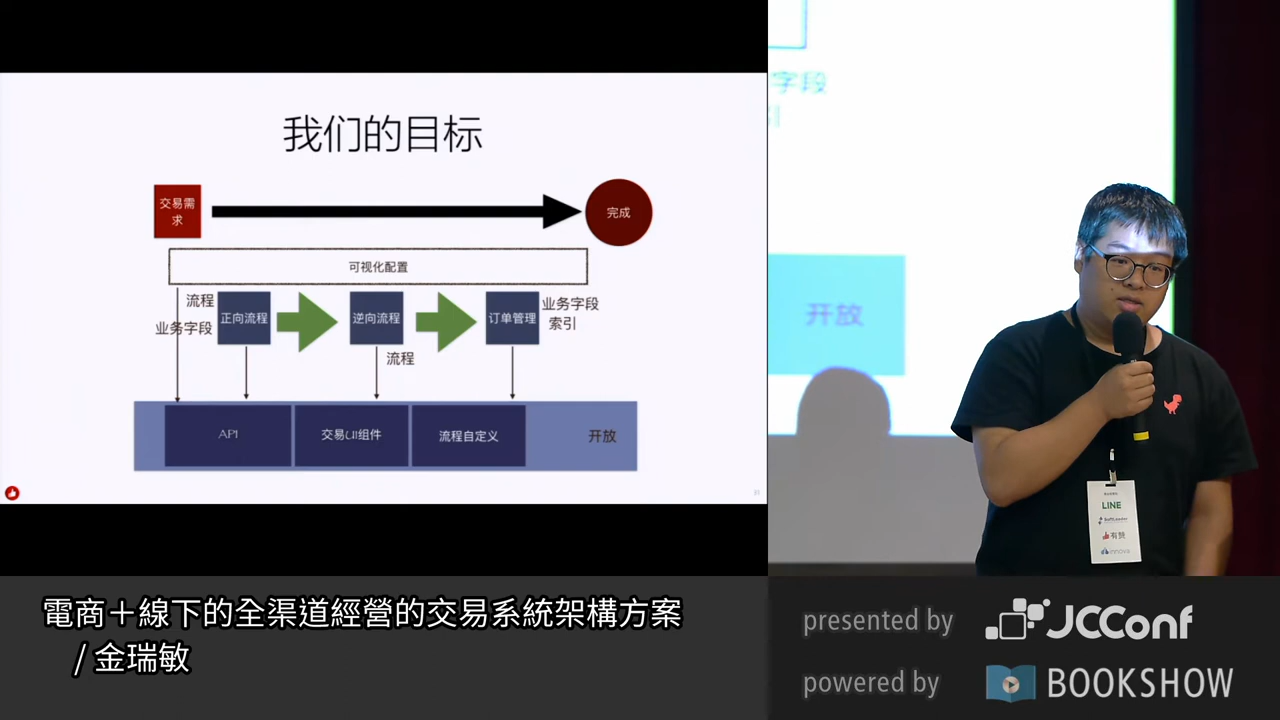 我们的目标
交易需
求
完成
可视化配置
流程
业务字段
正向流程
逆向流程
流程
订单管理
业务字段
索引
API
交易UI组件
流程自定义
开放
字段
开放
LINE
SoftLeader
有赞
innova
電商＋線下的全渠道經營的交易系統架構方案
/ 金瑞敏
presented by
JCConf
powered by
BOOKSHOW